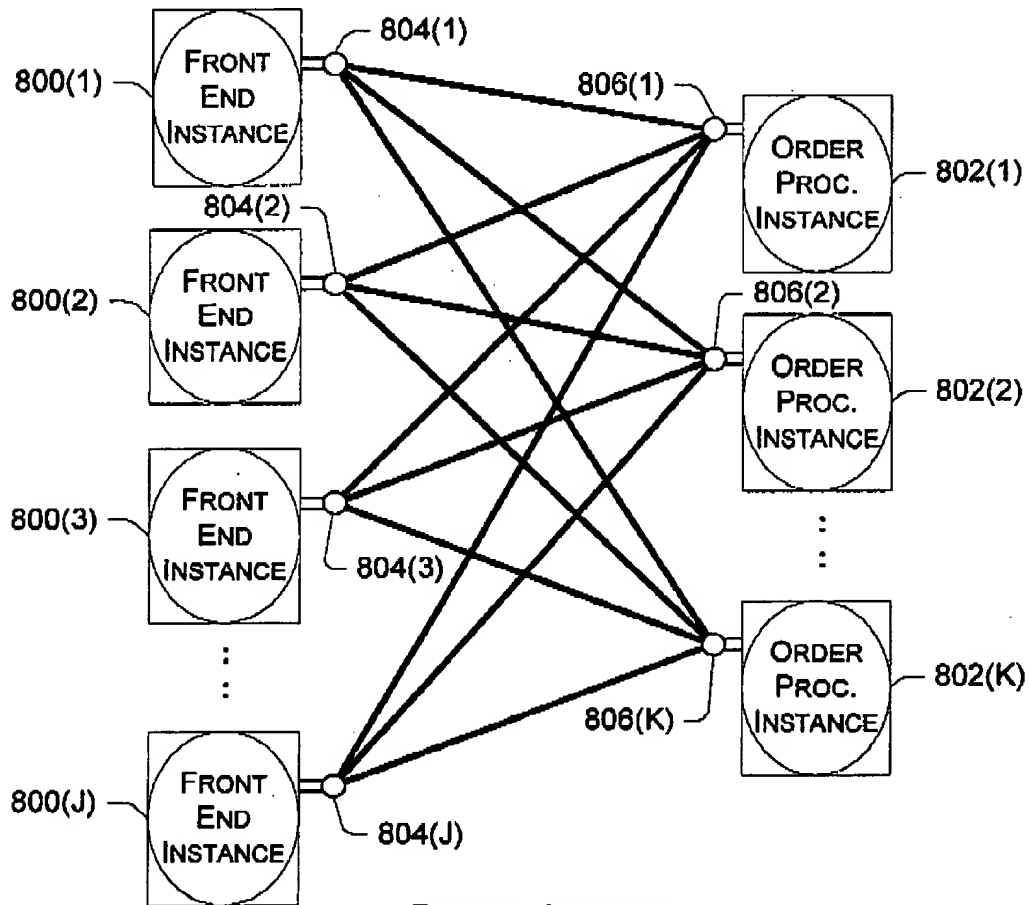 804(1)
800(1)
FRONT
END
INSTANCE
806(1)
ORDER
PROC.
INSTANCE
802(1)
804(2)
800(2)
FRONT
END
INSTANCE
806(2)
ORDER
PROC.
INSTANCE
802(2)
800(3)
FRONT
END
INSTANCE
804(3)
ORDER
PROC.
INSTANCE
802(K)
806(K)
800(J)
FRONT
END
INSTANCE
804(J)